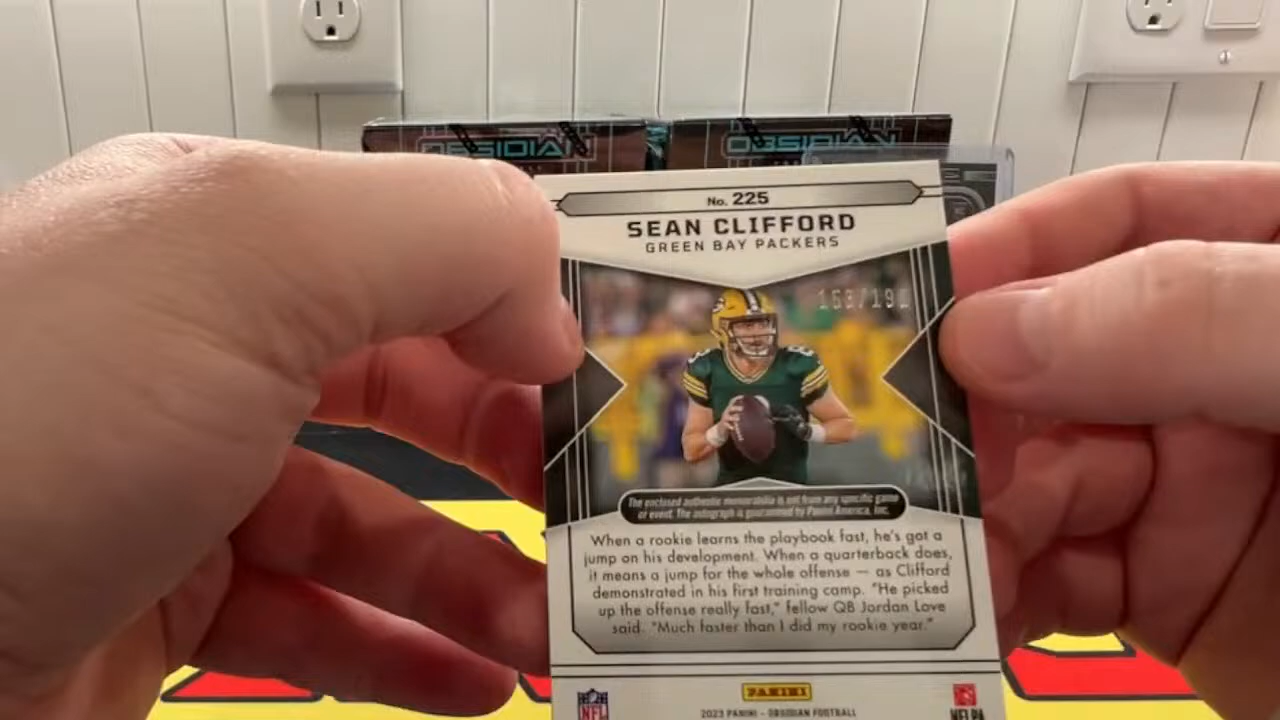 OBSIDIAN OBSIDIAN
No. 225
SEAN CLIFFORD
GREEN BAY PACKERS
The enclosed authentic memorabilia is not from any specific game
or event. The autograph is guaranteed by Panini America, Inc.
When a rookie learns the playbook fast, he's got a
jump on his development. When a quarterback does,
it means a jump for the whole offense — as Clifford
demonstrated in his first training camp. "He picked
up the offense really fast," fellow QB Jordan Love
said. "Much faster than I did my rookie year."
PANINI
NFL
2023 PANINI - OBSIDIAN FOOTBALL
NFLPA